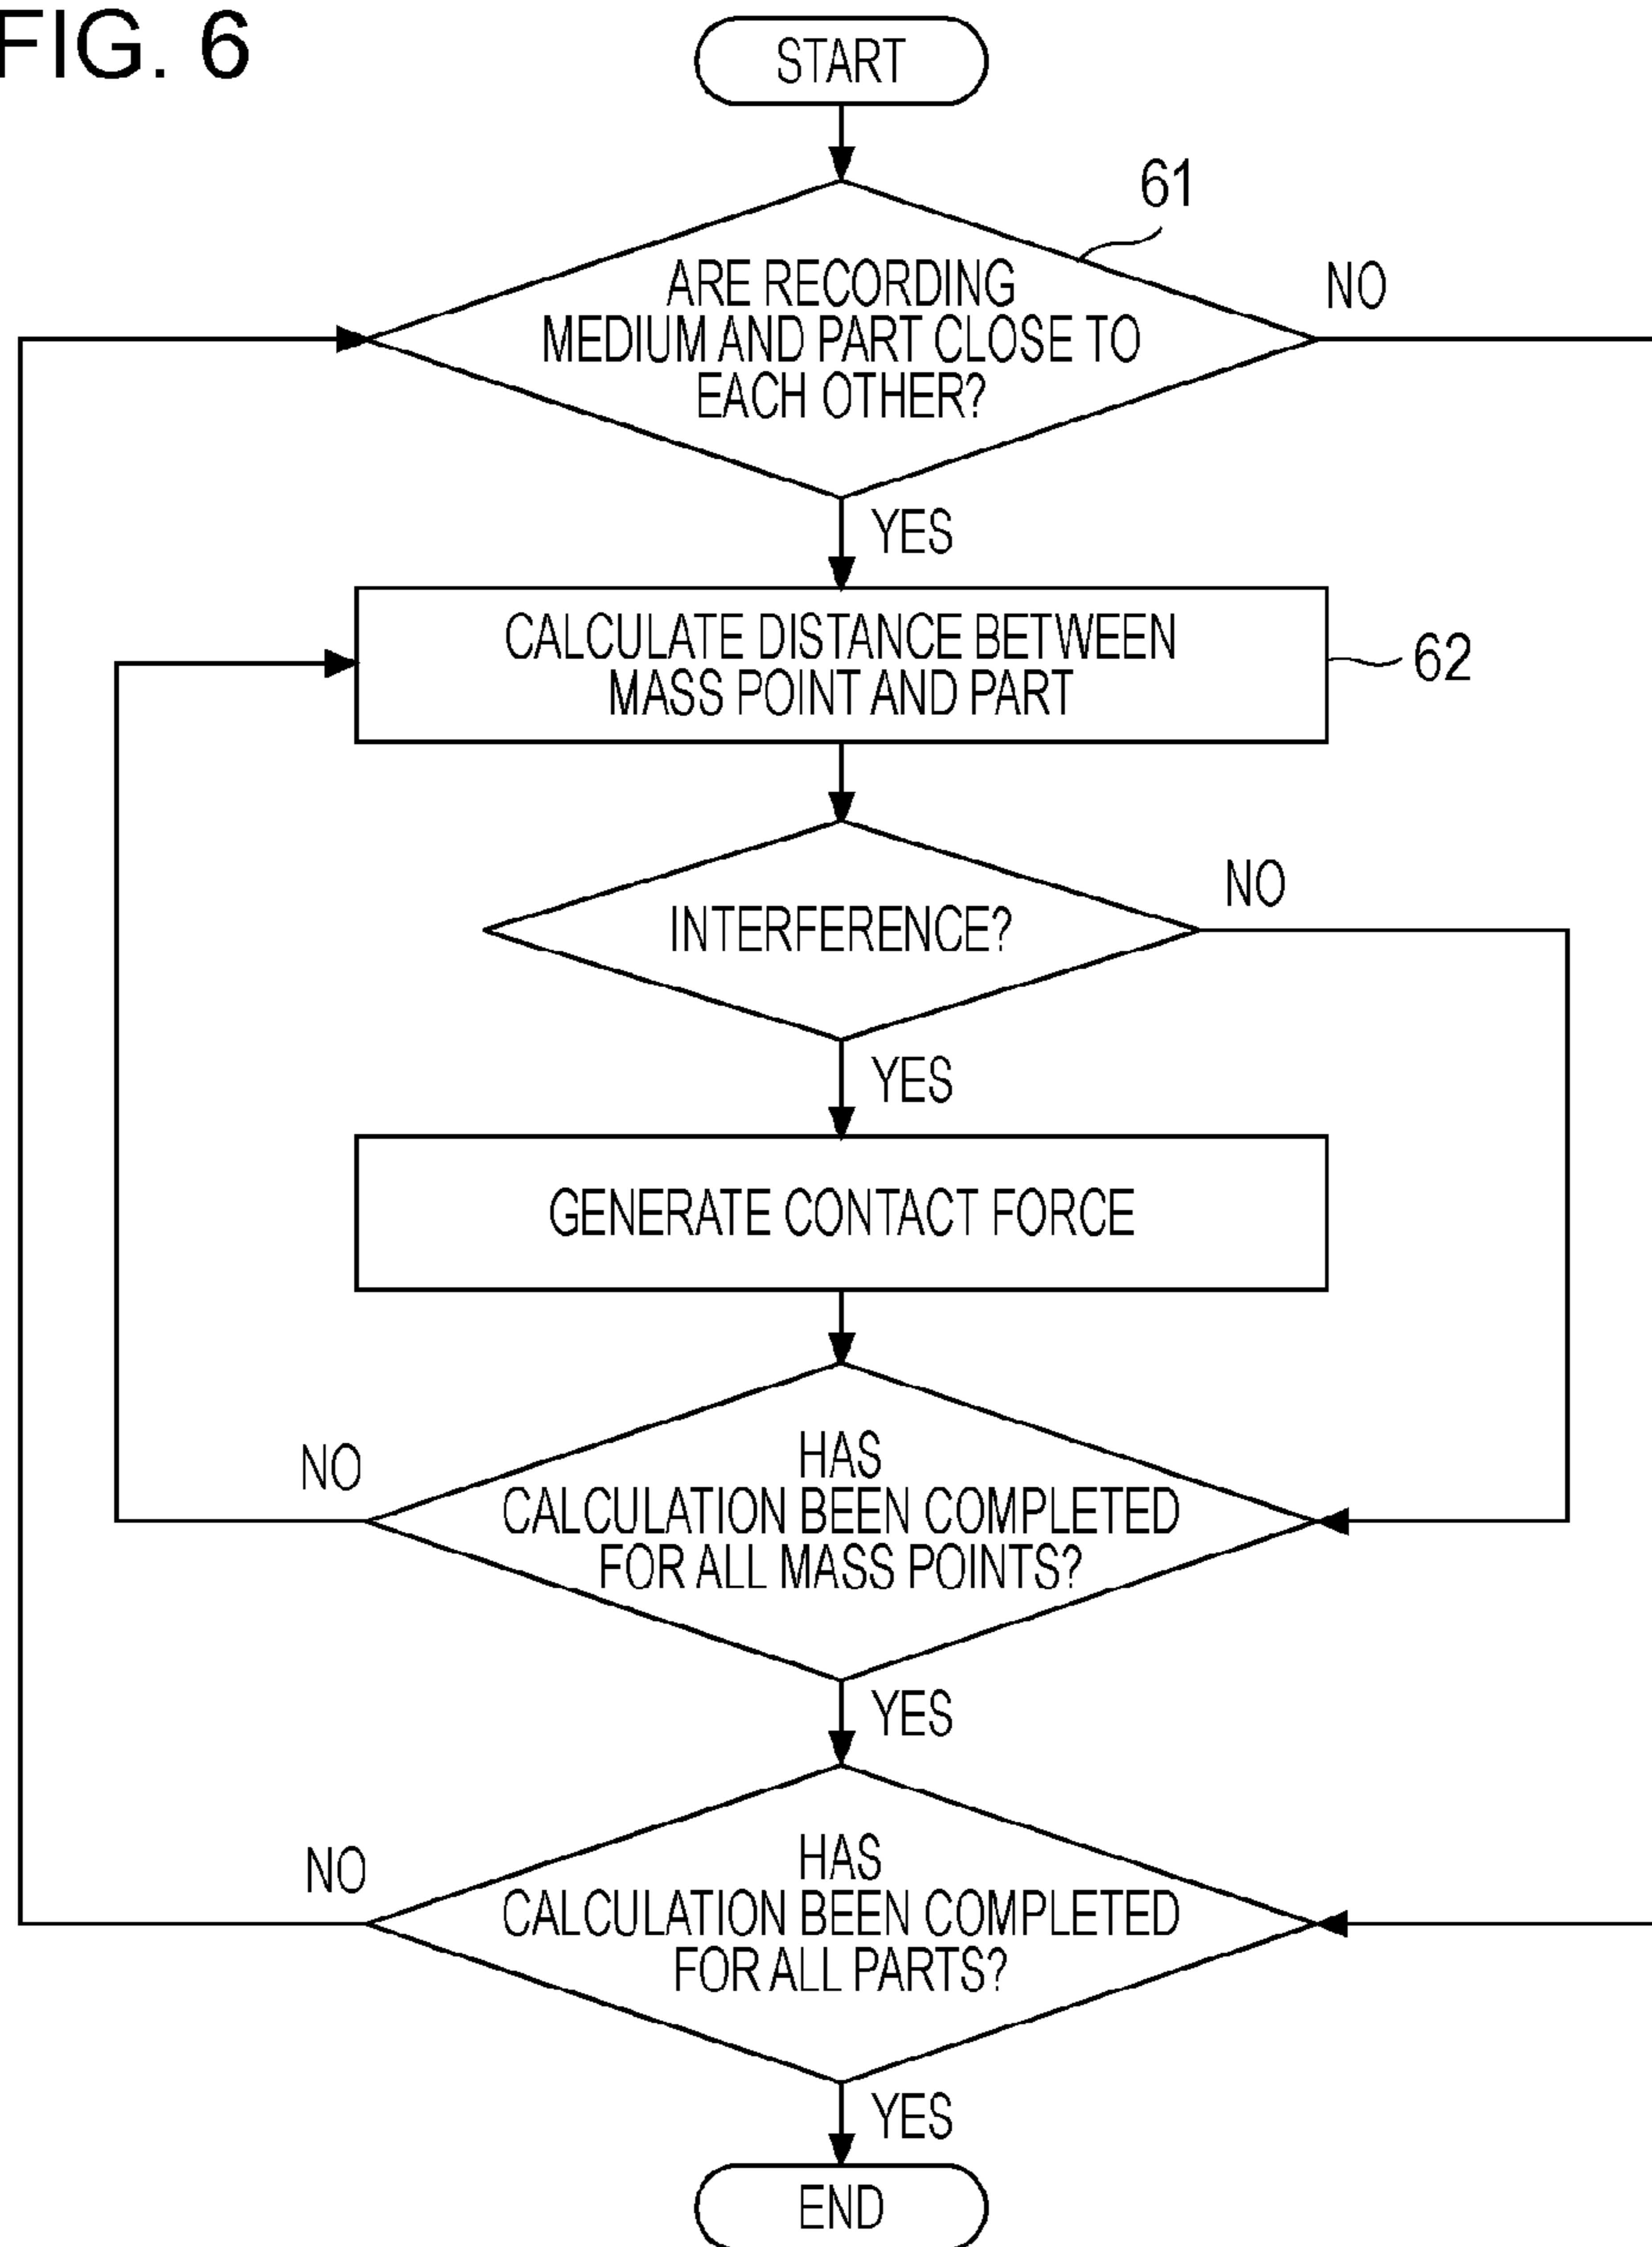 FIG. 6
START
61
ARE RECORDING
MEDIUM AND PART CLOSE TO
EACH OTHER?
NO
YES
CALCULATE DISTANCE BETWEEN
MASS POINT AND PART
62
INTERFERENCE?
NO
YES
GENERATE CONTACT FORCE
HAS
CALCULATION BEEN COMPLETED
FOR ALL MASS POINTS?
NO
YES
HAS
CALCULATION BEEN COMPLETED
FOR ALL PARTS?
NO
YES
END